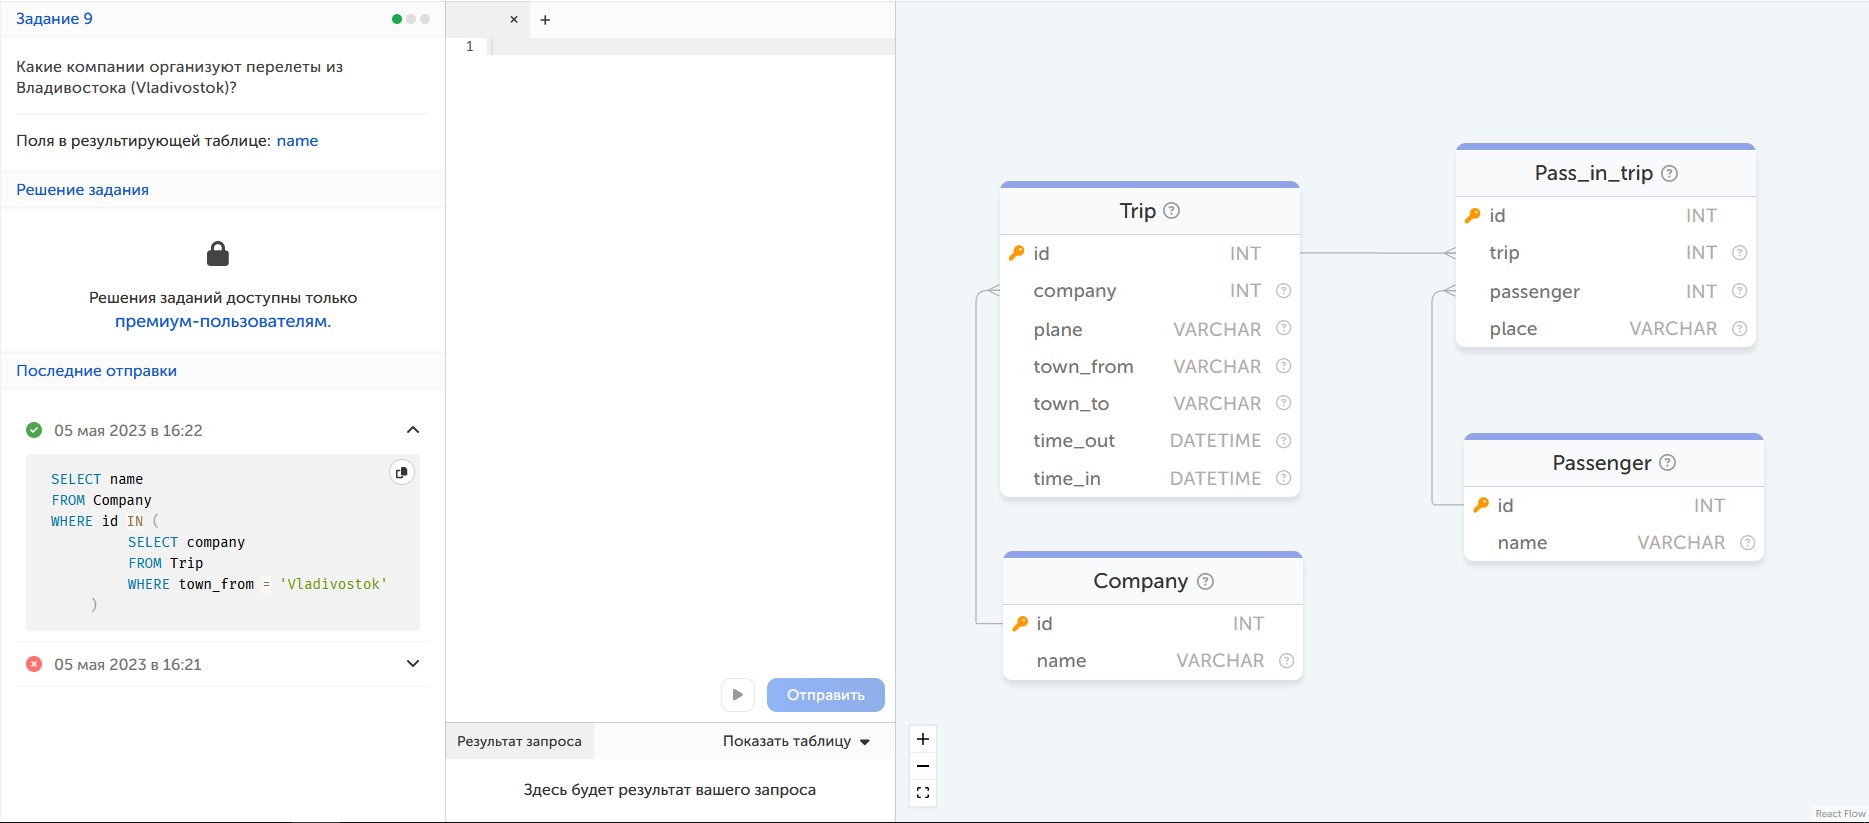 Задание 9
Какие компании организуют перелеты из
Владивостока (Vladivostok)?
Поля в результирующей таблице: name
Решение задания
Решения заданий доступны только
премиум-пользователям.
Последние отправки
05 мая 2023 в 16:22
SELECT name
FROM Company
WHERE id IN (
SELECT company
FROM Trip
WHERE town_from = 'Vladivostok'
)
05 мая 2023 в 16:21
1
Отправить
Результат запроса
Показать таблицу
Здесь будет результат вашего запроса
Trip
id INT
company INT
plane VARCHAR
town_from VARCHAR
town_to VARCHAR
time_out DATETIME
time_in DATETIME
Company
id INT
name VARCHAR
Pass_in_trip
id INT
trip INT
passenger INT
place VARCHAR
Passenger
id INT
name VARCHAR
React Flow